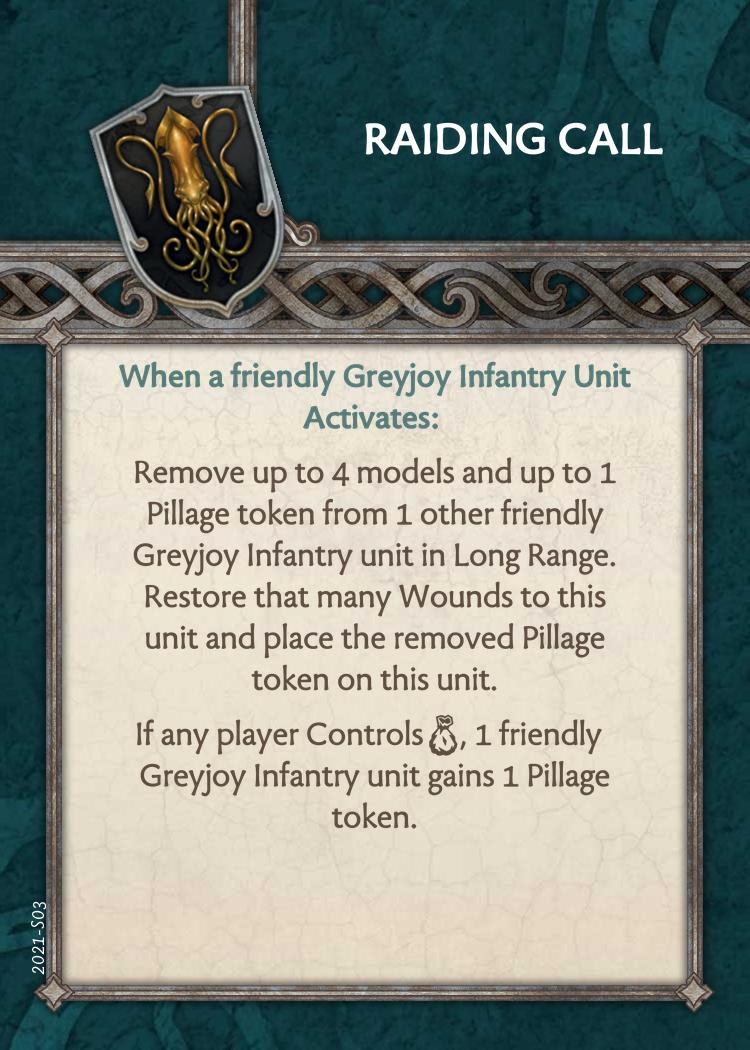 RAIDING CALL
When a friendly Greyjoy Infantry Unit
Activates:
Remove up to 4 models and up to 1
Pillage token from 1 other friendly
Greyjoy Infantry unit in Long Range.
Restore that many Wounds to this
unit and place the removed Pillage
token on this unit.
If any player Controls , 1 friendly
Greyjoy Infantry unit gains 1 Pillage
token.
2021-S03